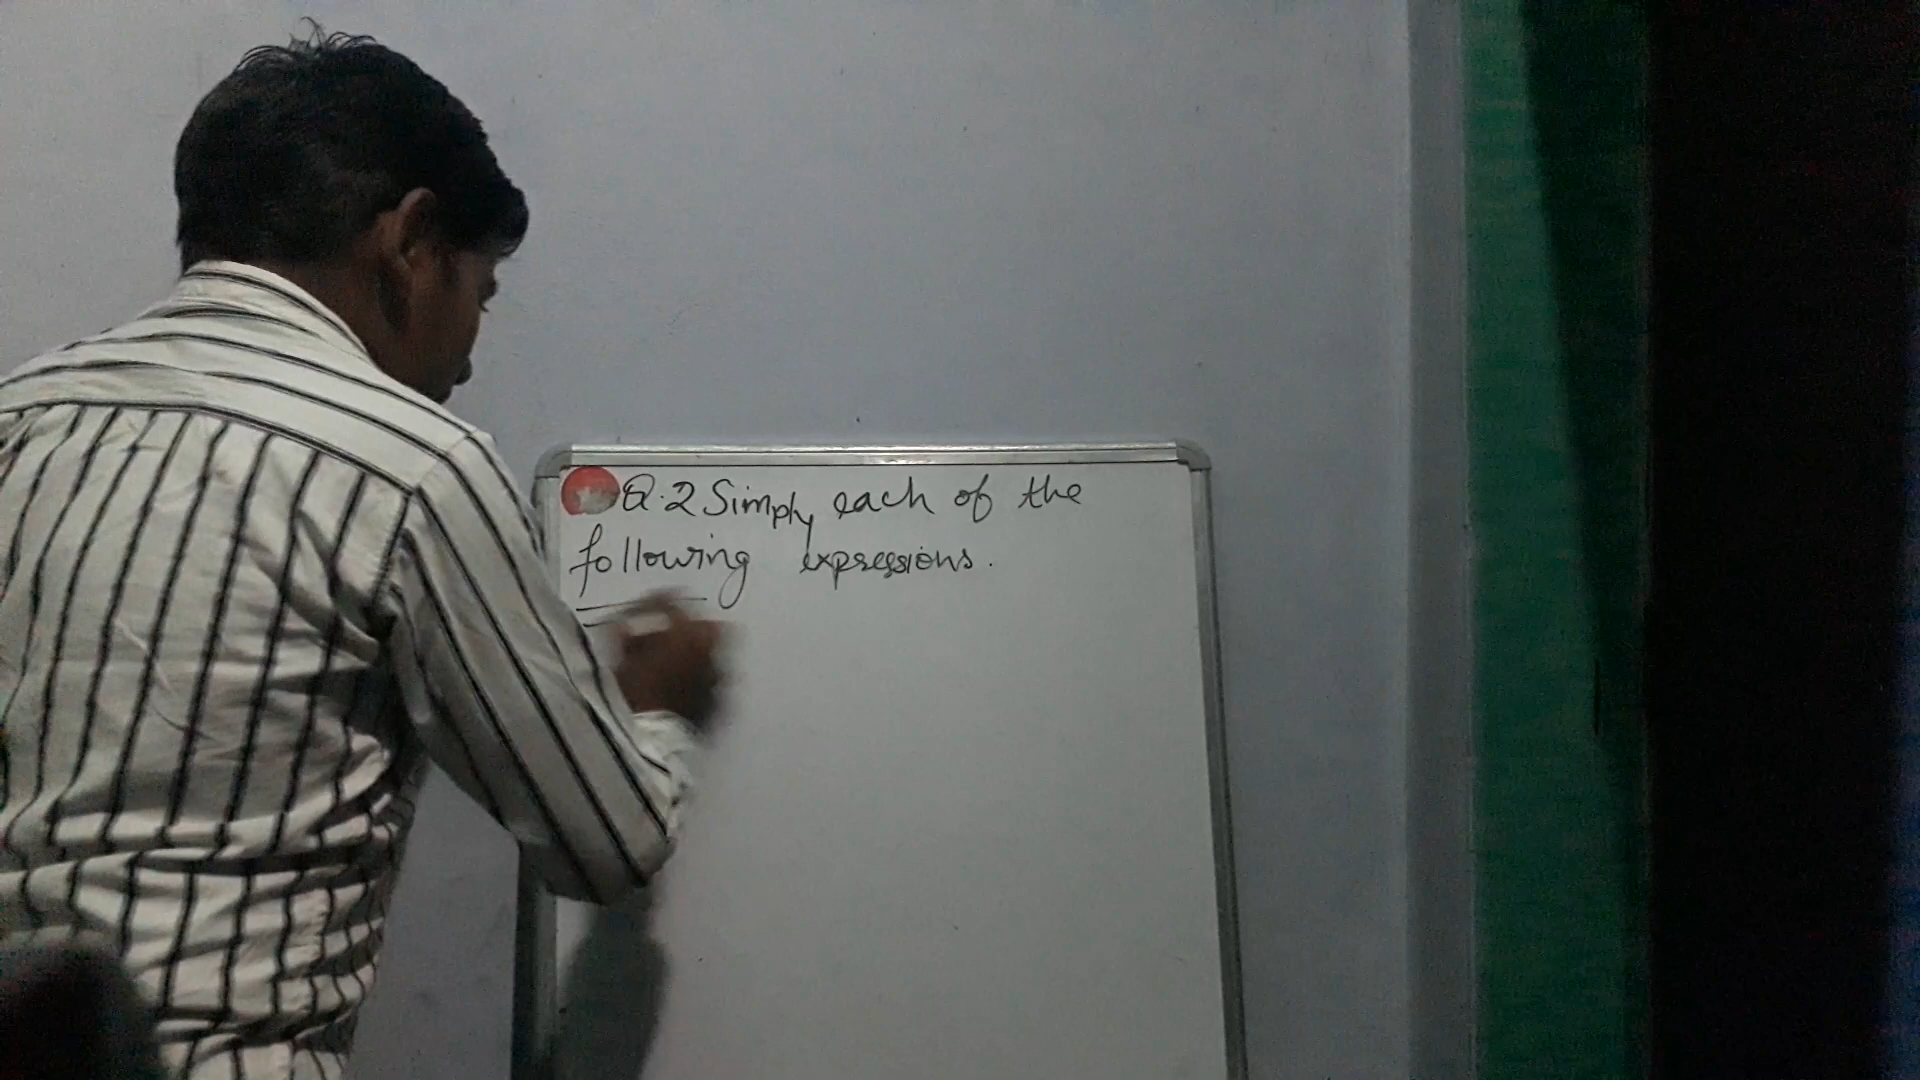 Q.2 Simply each of the
following expressions.